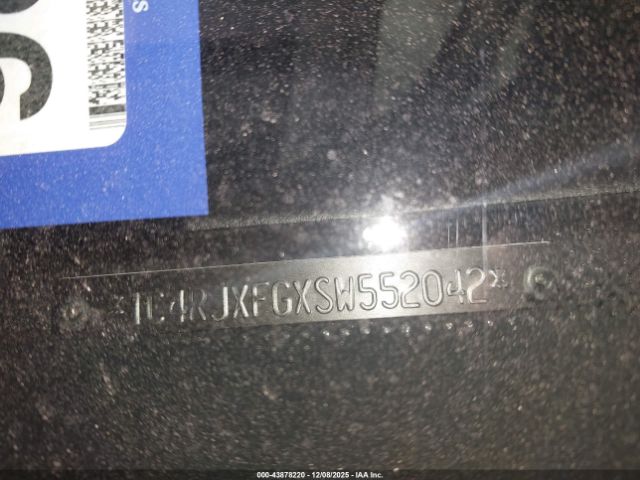 *1C4RJXFGXSW552042*
000-43878220 - 12/08/2025 - IAA Inc.